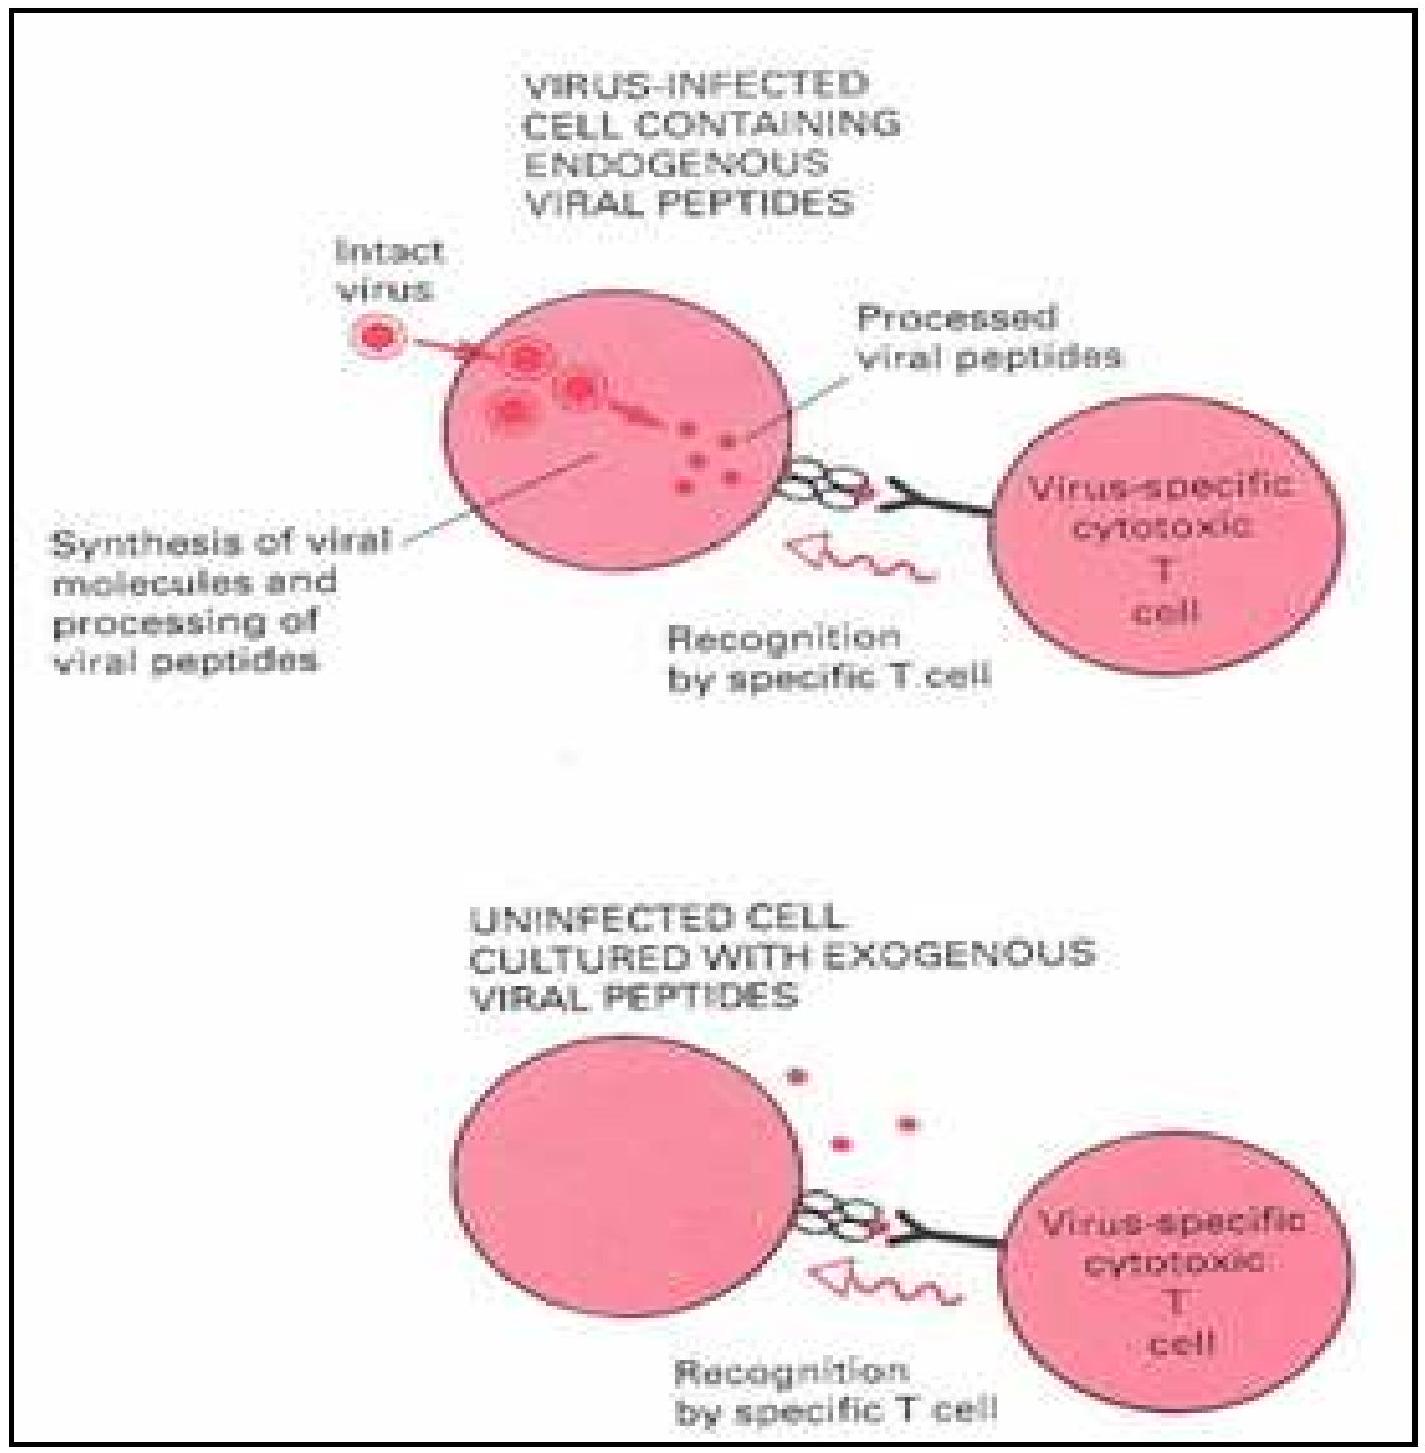 VIRUS-INFECTED
CELL CONTAINING
ENDOGENOUS
VIRAL PEPTIDES
Intact
virus
Processed
viral peptides
Virus-specific
cytotoxic
T
cell
Synthesis of viral
molecules and
processing of
viral peptides
Recognition
by specific T cell
UNINFECTED CELL
CULTURED WITH EXOGENOUS
VIRAL PEPTIDES
Virus-specific
cytotoxic
T
cell
Recognition
by specific T cell